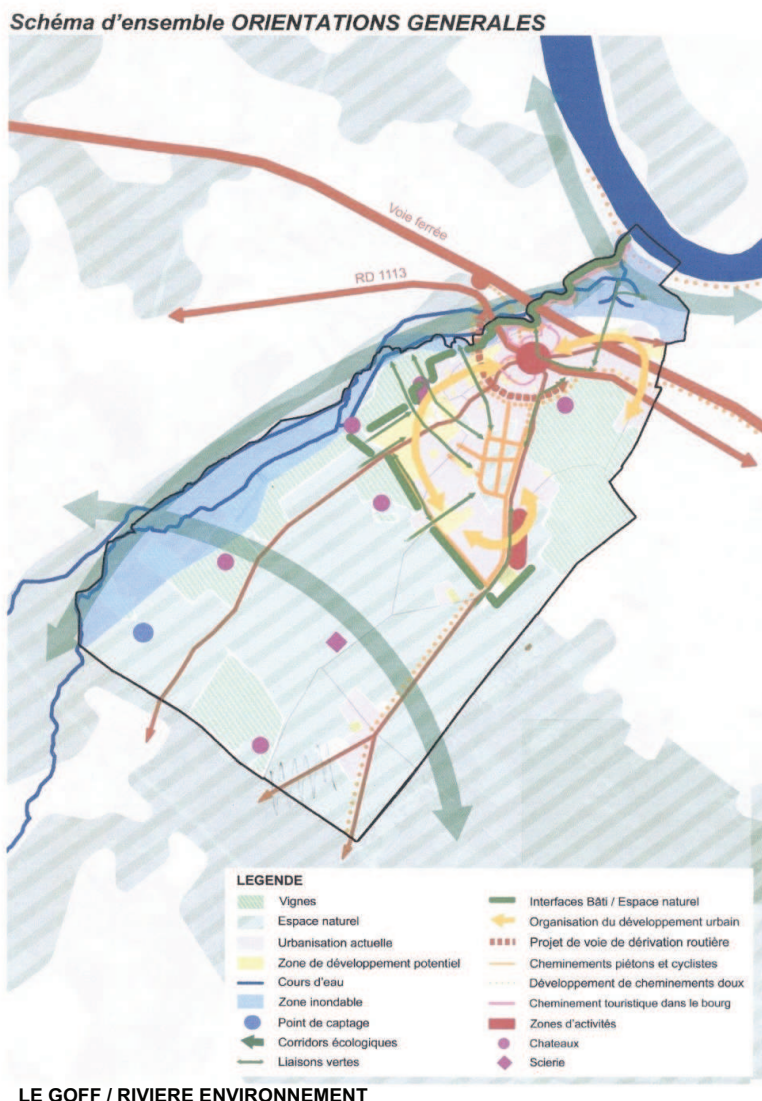 Schéma d'ensemble ORIENTATIONS GENERALES
Voie ferrée
RD 1113
LEGENDE
Vignes
Espace naturel
Urbanisation actuelle
Zone de développement potentiel
Cours d'eau
Zone inondable
Point de captage
Corridors écologiques
Liaisons vertes
Interfaces Bâti / Espace naturel
Organisation du développement urbain
Projet de voie de dérivation routière
Cheminements piétons et cyclistes
Développement de cheminements doux
Cheminement touristique dans le bourg
Zones d'activités
Chateaux
Scierie
LE GOFF / RIVIERE ENVIRONNEMENT